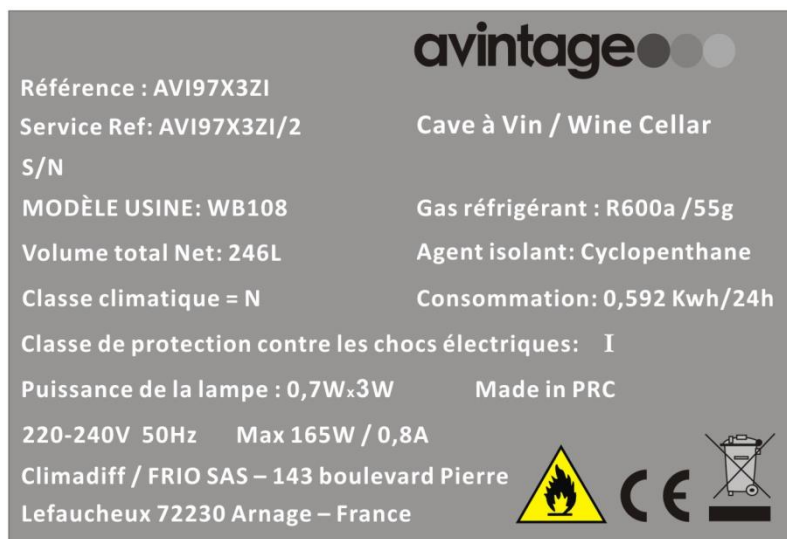 avintage
Référence : AVI97X3ZI
Service Ref: AVI97X3ZI/2
Cave à Vin / Wine Cellar
S/N
MODÈLE USINE: WB108
Gas réfrigérant : R600a /55g
Volume total Net: 246L
Agent isolant: Cyclopenthane
Classe climatique = N
Consommation: 0,592 Kwh/24h
Classe de protection contre les chocs électriques: I
Puissance de la lampe : 0,7Wx3W
Made in PRC
220-240V 50Hz Max 165W / 0,8A
Climadiff / FRIO SAS – 143 boulevard Pierre
Lefaucheux 72230 Arnage – France
CE